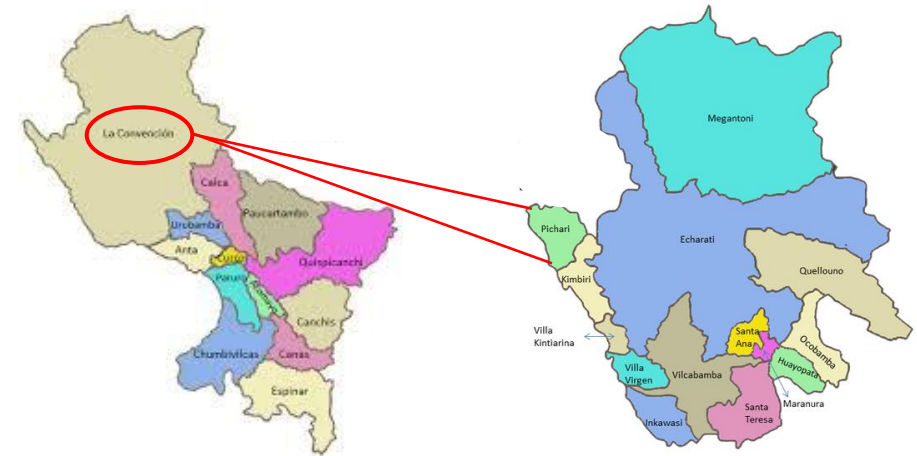 La Convención
Calca
Paucartambo
Urubamba
Anta
Cusco
Quispicanchi
Paruro
Acomayo
Canchis
Chumbivilcas
Canas
Espinar
Megantoni
Pichari
Echarati
Kimbiri
Quellouno
Villa
Kintiarina
Santa
Ana
Ocobamba
Huayopata
Villa
Virgen
Vilcabamba
Maranura
Santa
Teresa
Inkawasi